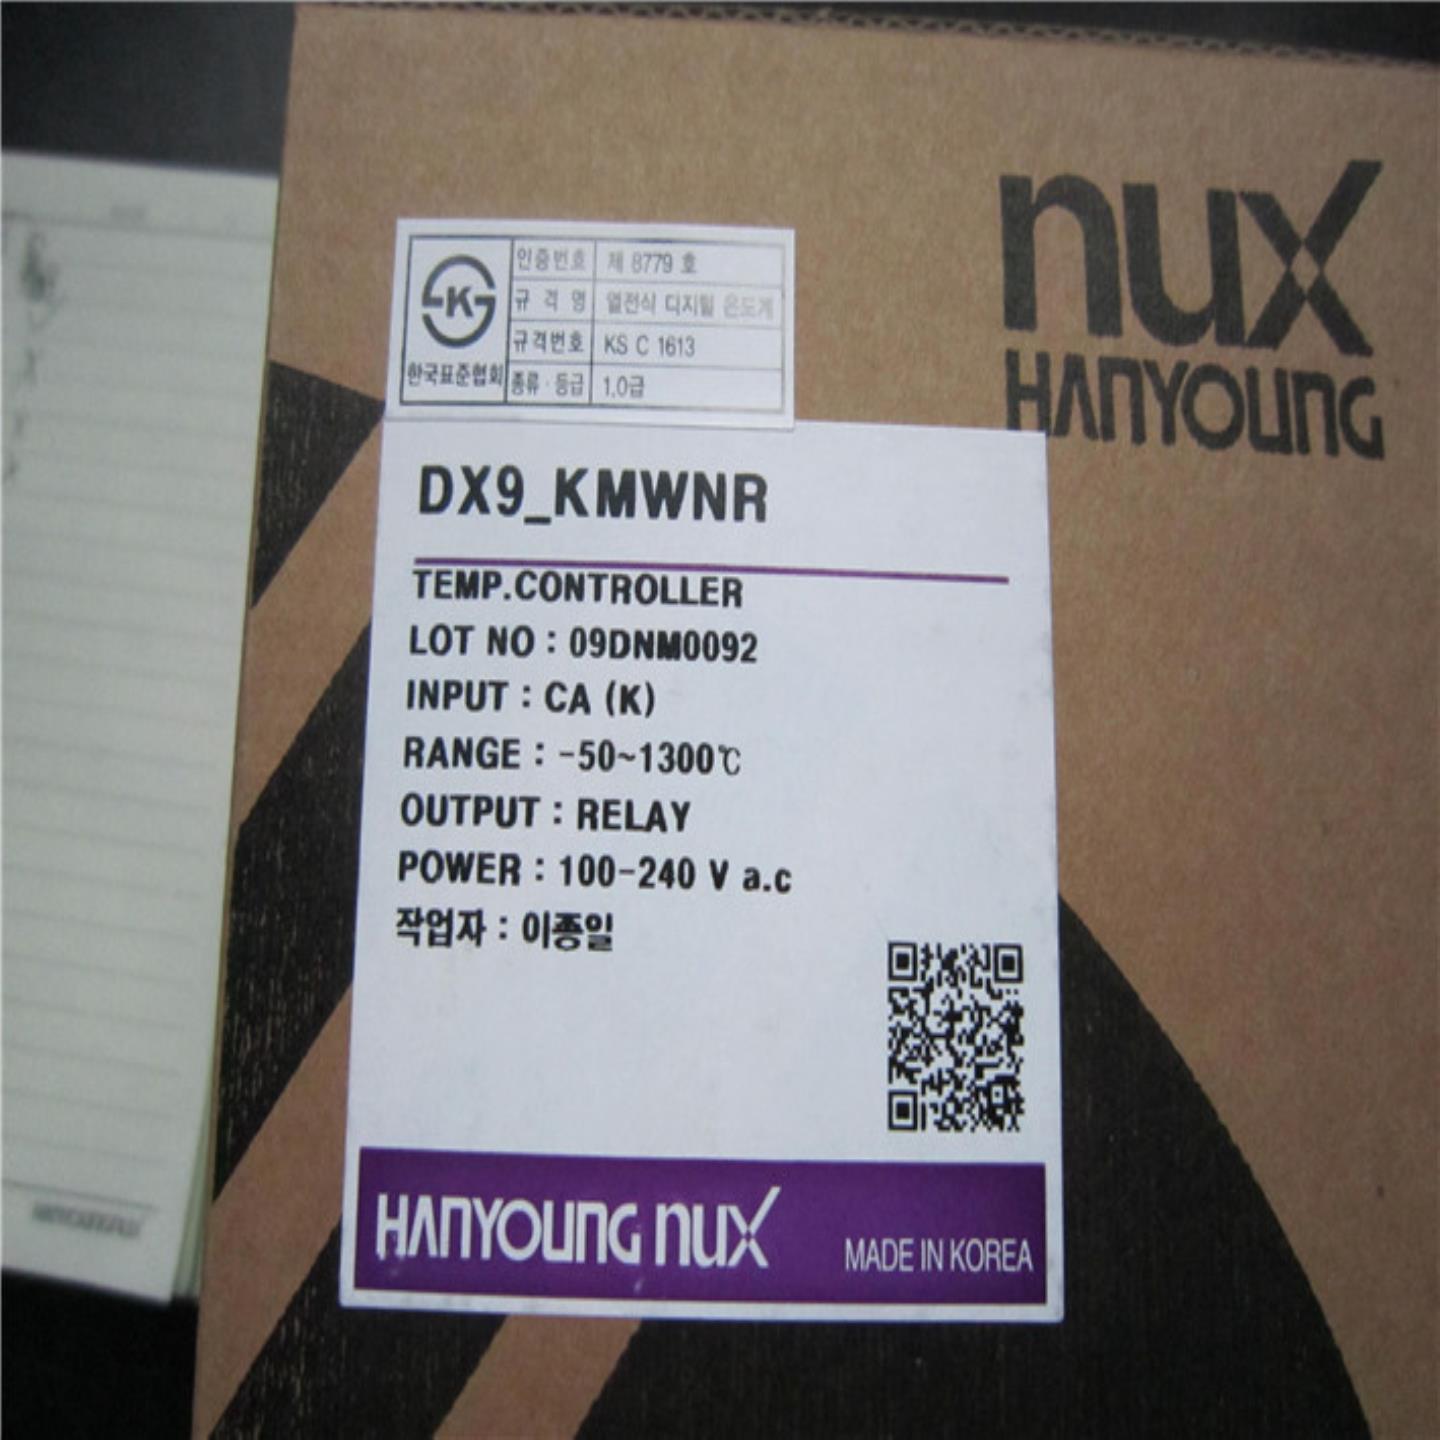 nux
HANYOUNG
K
한국표준협회
인증번호 제 8779 호
규격명 열전식 디지털 온도계
규격번호 KS C 1613
종류·등급 1.0급
DX9_KMWNR
TEMP.CONTROLLER
LOT NO : 09DNM0092
INPUT : CA (K)
RANGE : -50~1300℃
OUTPUT : RELAY
POWER : 100-240 V a.c
작업자 : 이종일
HANYOUNG nux
MADE IN KOREA